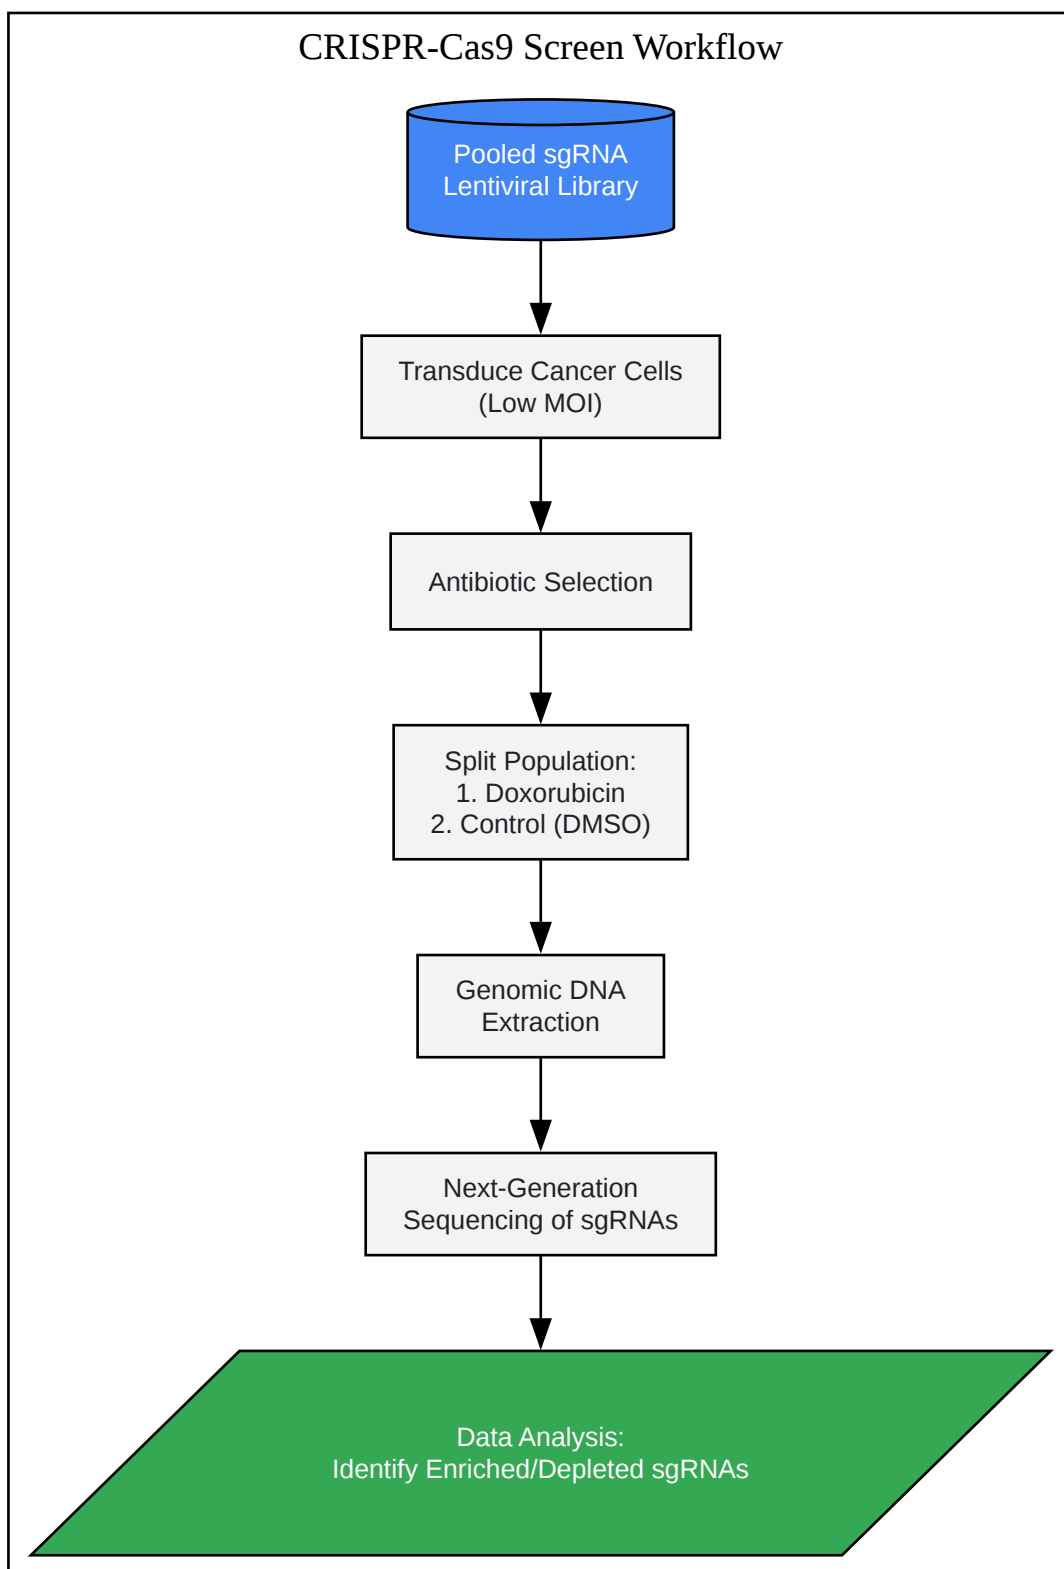 CRISPR-Cas9 Screen Workflow
Pooled sgRNA
Lentiviral Library
Transduce Cancer Cells
(Low MOI)
Antibiotic Selection
Split Population:
1. Doxorubicin
2. Control (DMSO)
Genomic DNA
Extraction
Next-Generation
Sequencing of sgRNAs
Data Analysis:
Identify Enriched/Depleted sgRNAs